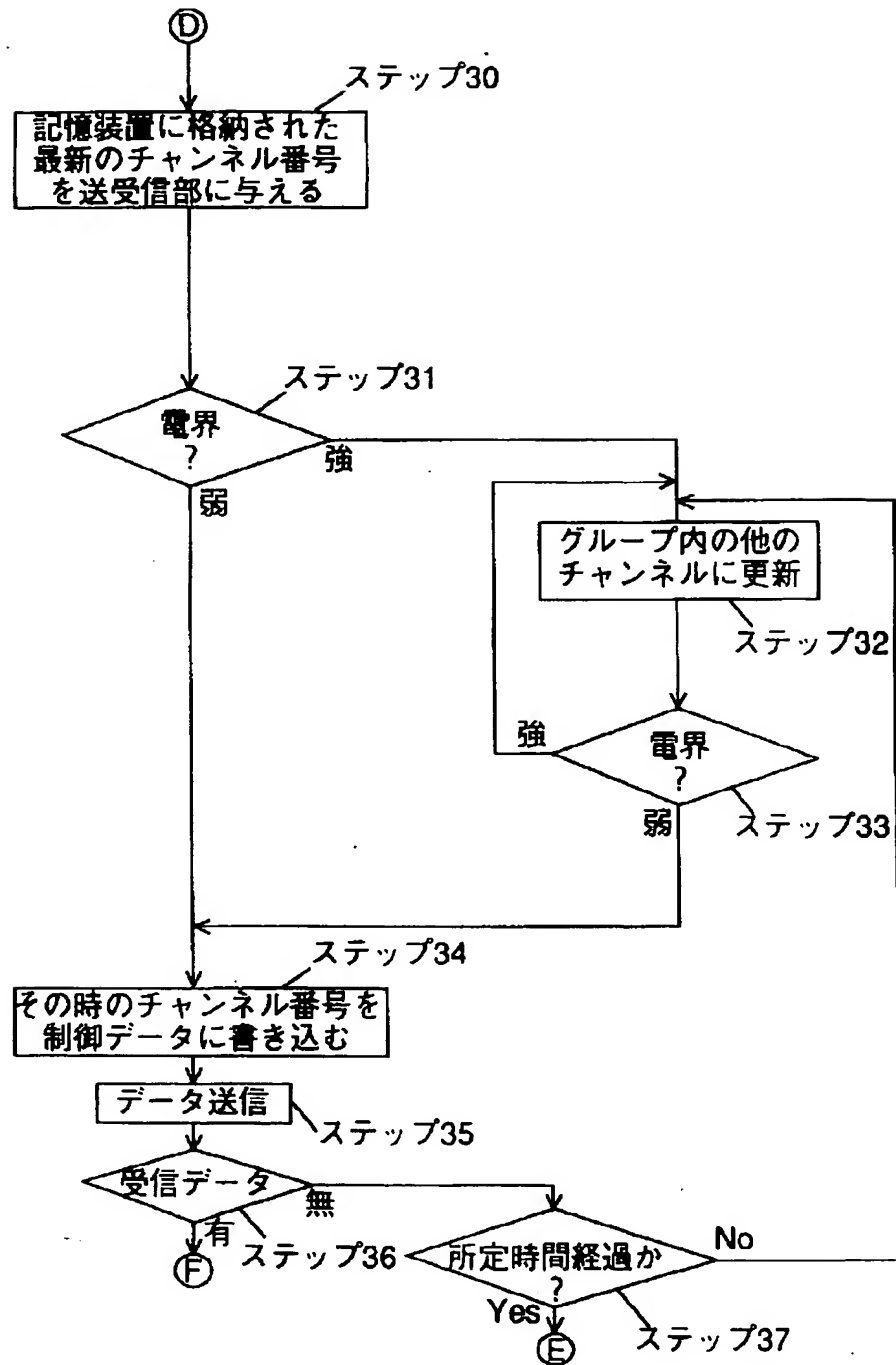 D
ステップ30
記憶装置に格納された
最新のチャンネル番号
を送受信部に与える
ステップ31
電界
?
強
弱
グループ内の他の
チャンネルに更新
ステップ32
強
電界
?
弱
ステップ33
ステップ34
その時のチャンネル番号を
制御データに書き込む
データ送信
ステップ35
受信データ
無
有
ステップ36
F
所定時間経過か
?
No
Yes
ステップ37
E